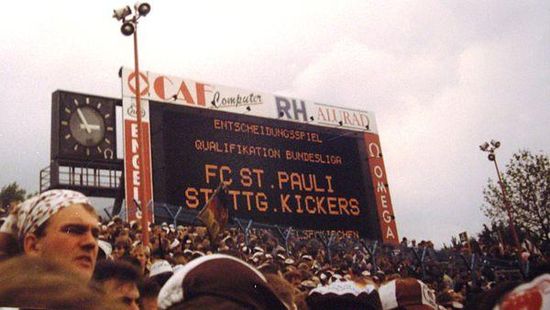 CAF Computer
RH
ALURAD
ENTSCHEIDUNGSSPIEL
QUALIFIKATION BUNDESLIGA
FC ST. PAULI
STUTTG. KICKERS
OMEGA
Ω
Ω